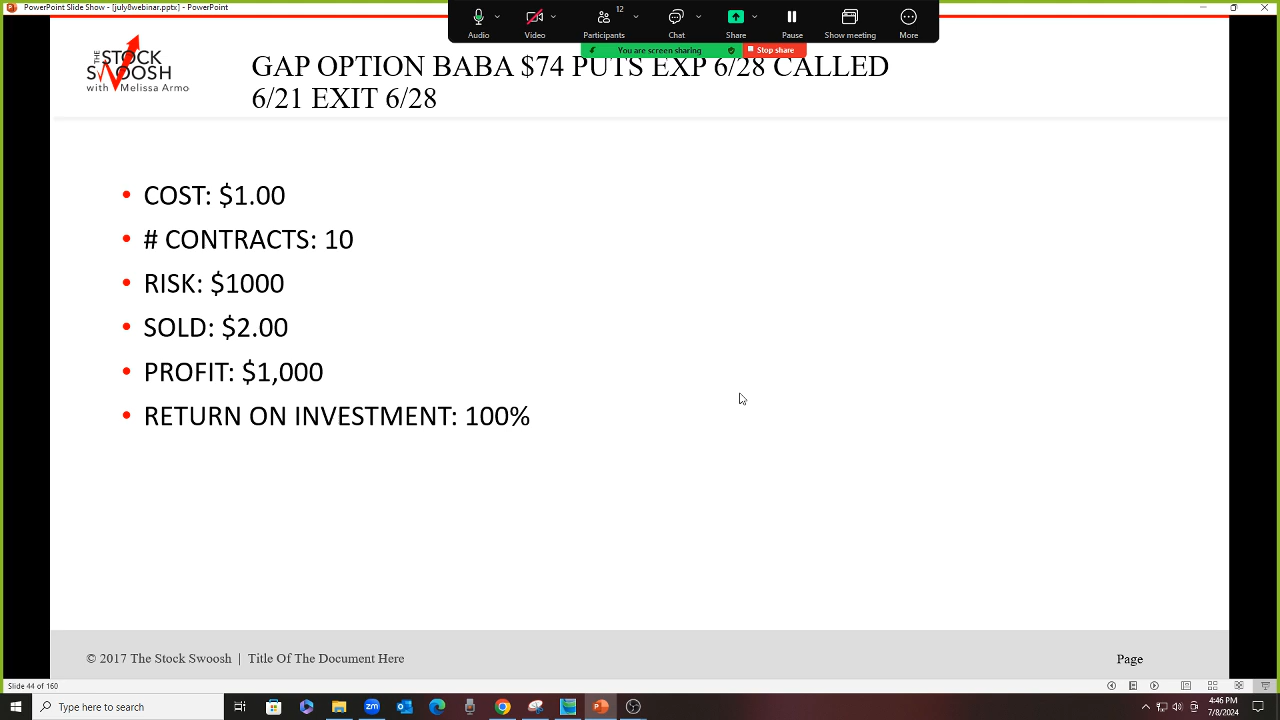 PowerPoint Slide Show - [july8webinar.pptx] - PowerPoint
Audio
Video
12
Participants
Chat
Share
Pause
Show meeting
More
You are screen sharing
Stop share
THE
STOCK
SWOOSH
with Melissa Armo
GAP OPTION BABA $74 PUTS EXP 6/28 CALLED
6/21 EXIT 6/28
• COST: $1.00
• # CONTRACTS: 10
• RISK: $1000
• SOLD: $2.00
• PROFIT: $1,000
• RETURN ON INVESTMENT: 100%
© 2017 The Stock Swoosh | Title Of The Document Here
Page
Slide 44 of 160
Type here to search
zm
4:46 PM
7/8/2024